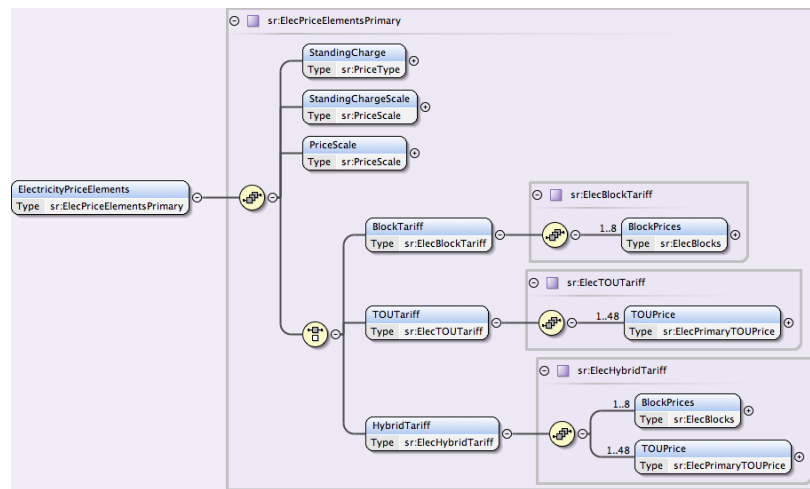 sr:ElecPriceElementsPrimary
StandingCharge
Type sr:PriceType
StandingChargeScale
Type sr:PriceScale
PriceScale
Type sr:PriceScale
ElectricityPriceElements
Type sr:ElecPriceElementsPrimary
sr:ElecBlockTariff
BlockTariff
Type sr:ElecBlockTariff
1..8
BlockPrices
Type sr:ElecBlocks
sr:ElecTOUTariff
TOUTariff
Type sr:ElecTOUTariff
1..48
TOUPrice
Type sr:ElecPrimaryTOUPrice
sr:ElecHybridTariff
HybridTariff
Type sr:ElecHybridTariff
1..8
BlockPrices
Type sr:ElecBlocks
1..48
TOUPrice
Type sr:ElecPrimaryTOUPrice